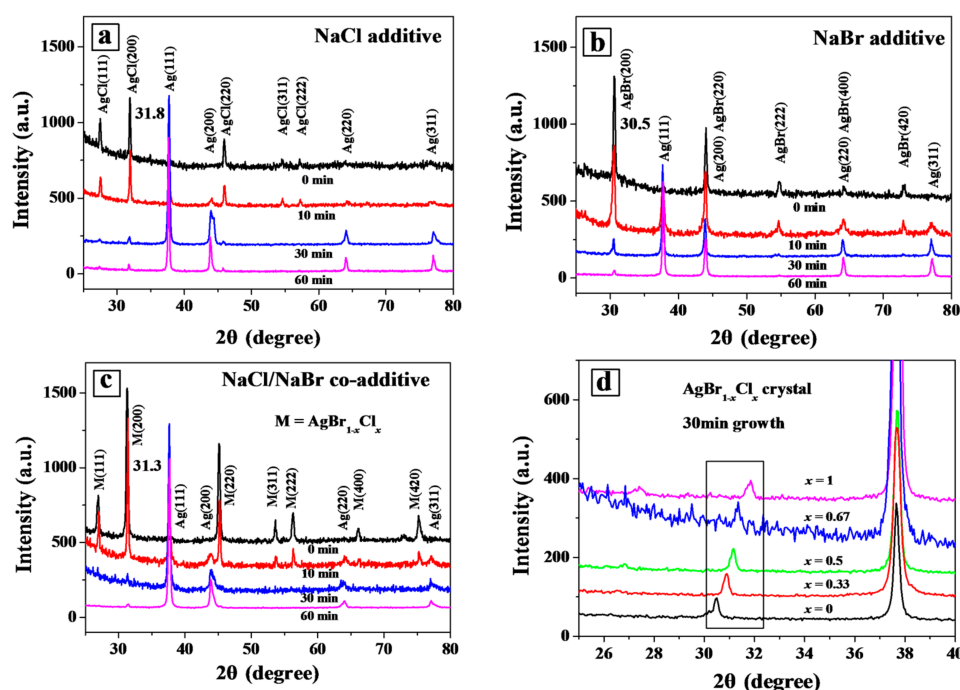 a
NaCl additive
AgCl(111)
AgCl(200)
Ag(111)
31.8
Ag(200)
AgCl(220)
AgCl(311)
AgCl(222)
Ag(220)
Ag(311)
0 min
10 min
30 min
60 min
1500
1000
500
0
Intensity (a.u.)
30 40 50 60 70 80
2θ (degree)
b
NaBr additive
AgBr(200)
30.5
Ag(111)
Ag(200) AgBr(220)
AgBr(222)
Ag(220) AgBr(400)
AgBr(420)
Ag(311)
0 min
10 min
30 min
60 min
1500
1000
500
0
Intensity (a.u.)
30 40 50 60 70 80
2θ (degree)
c
NaCl/NaBr co-additive
M = AgBr1-xClx
M(111)
M(200)
31.3
Ag(111)
Ag(200)
M(220)
M(311)
M(222)
Ag(220)
M(400)
M(420)
Ag(311)
0 min
10 min
30 min
60 min
1500
1000
500
0
Intensity (a.u.)
30 40 50 60 70 80
2θ (degree)
d
AgBr1-xClx crystal
30min growth
x = 1
x = 0.67
x = 0.5
x = 0.33
x = 0
600
400
200
0
Intensity (a.u.)
26 28 30 32 34 36 38 40
2θ (degree)